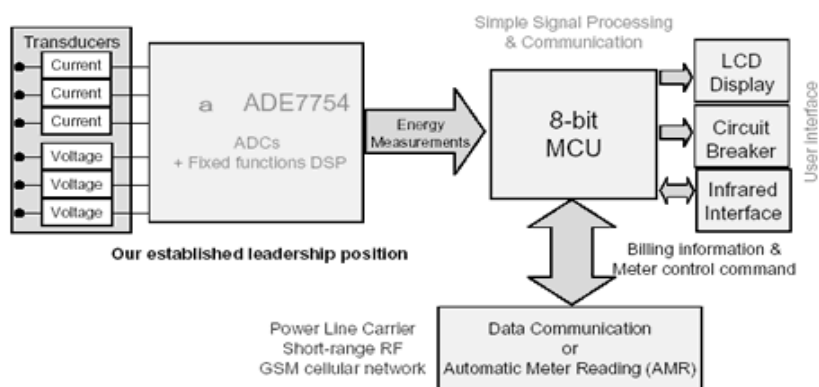 Transducers
Current
Current
Current
Voltage
Voltage
Voltage
a ADE7754
ADCs
+ Fixed functions DSP
Our established leadership position
Energy
Measurements
Simple Signal Processing
& Communication
8-bit
MCU
LCD
Display
Circuit
Breaker
Infrared
Interface
User Interface
Billing information &
Meter control command
Power Line Carrier
Short-range RF
GSM cellular network
Data Communication
or
Automatic Meter Reading (AMR)